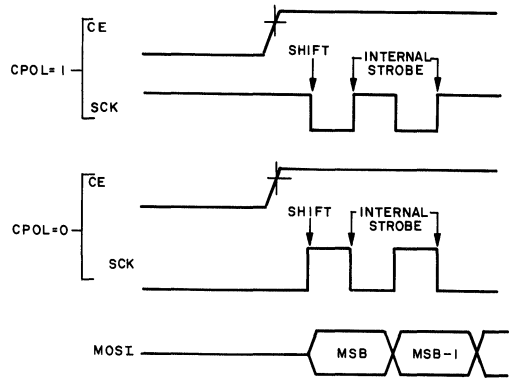 CE
SHIFT
INTERNAL
STROBE
CPOL=1
SCK
CE
SHIFT
INTERNAL
STROBE
CPOL=0
SCK
MOSI
MSB
MSB-1